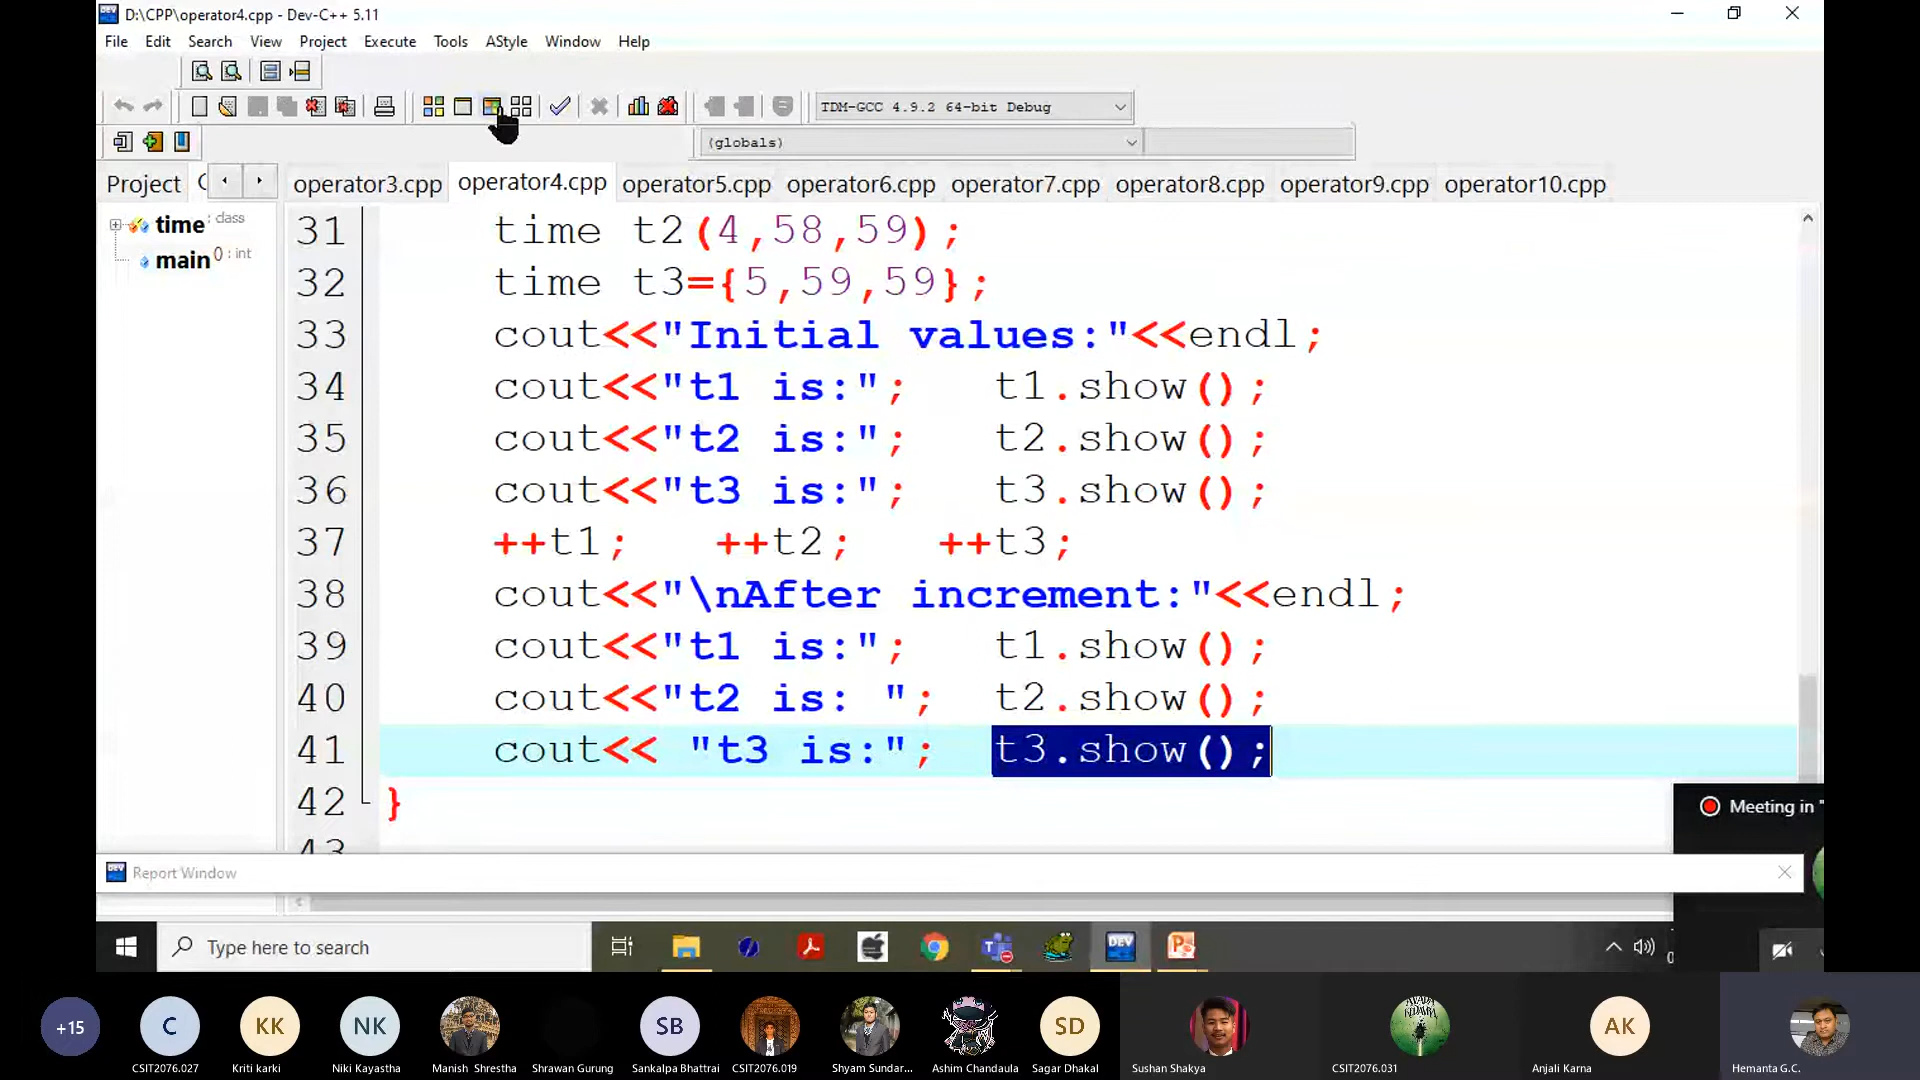 D:\CPP\operator4.cpp - Dev-C++ 5.11
File Edit Search View Project Execute Tools AStyle Window Help
TDM-GCC 4.9.2 64-bit Debug
(globals)
Project operator3.cpp operator4.cpp operator5.cpp operator6.cpp operator7.cpp operator8.cpp operator9.cpp operator10.cpp
time : class
main () : int
31 time t2(4,58,59);
32 time t3={5,59,59};
33 cout<<"Initial values:"<<endl;
34 cout<<"t1 is:"; t1.show();
35 cout<<"t2 is:"; t2.show();
36 cout<<"t3 is:"; t3.show();
37 ++t1; ++t2; ++t3;
38 cout<<"\nAfter increment:"<<endl;
39 cout<<"t1 is:"; t1.show();
40 cout<<"t2 is: "; t2.show();
41 cout<< "t3 is:"; t3.show();
42 }
43
Meeting in "
Report Window
Type here to search
DEV
+15 C KK NK SB SD AK
CSIT2076.027 Kriti karki Niki Kayastha Manish Shrestha Shrawan Gurung Sankalpa Bhattrai CSIT2076.019 Shyam Sundar... Ashim Chandaula Sagar Dhakal Sushan Shakya CSIT2076.031 Anjali Karna Hemanta G.C.